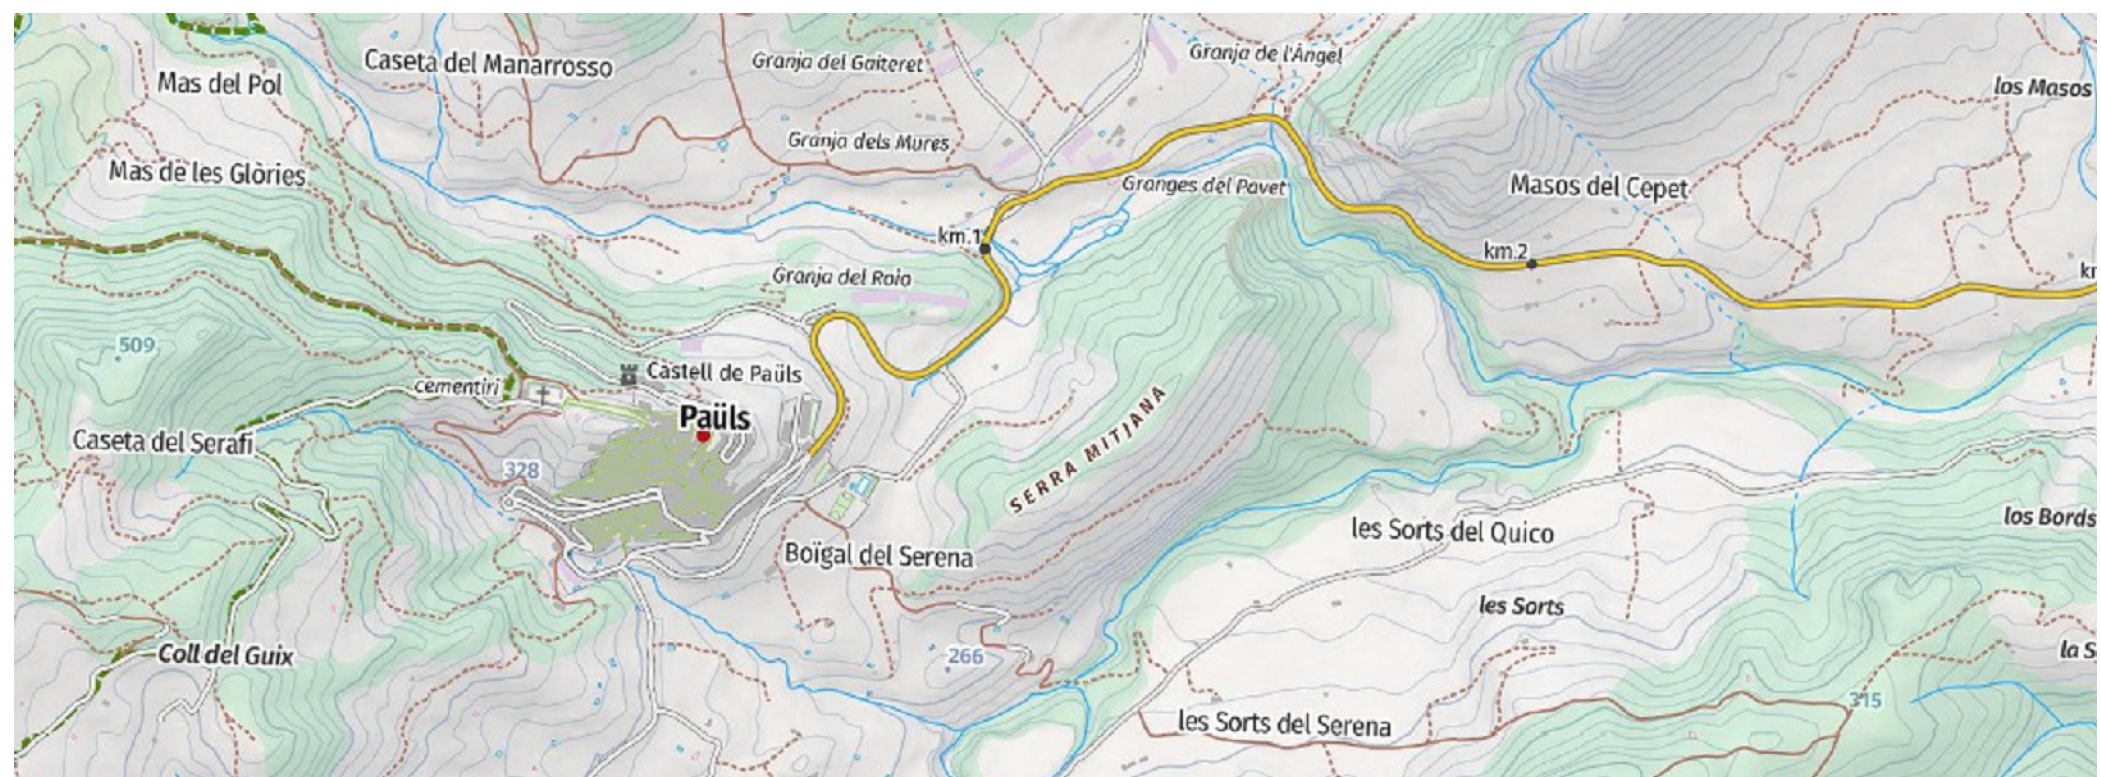 Granja de l'Àngel
Caseta del Manarrosso
Granja del Gaiteret
Mas del Pol
los Masos
Granja dels Mures
Mas de les Glòries
Granges del Pavet
Masos del Cepet
km.1
km.2
Granja del Raio
509
Castell de Paüls
cementiri
Paüls
SERRA MITJANA
Caseta del Serafí
328
los Bords
les Sorts del Quico
Boïgal del Serena
les Sorts
Coll del Guix
266
la S
315
les Sorts del Serena